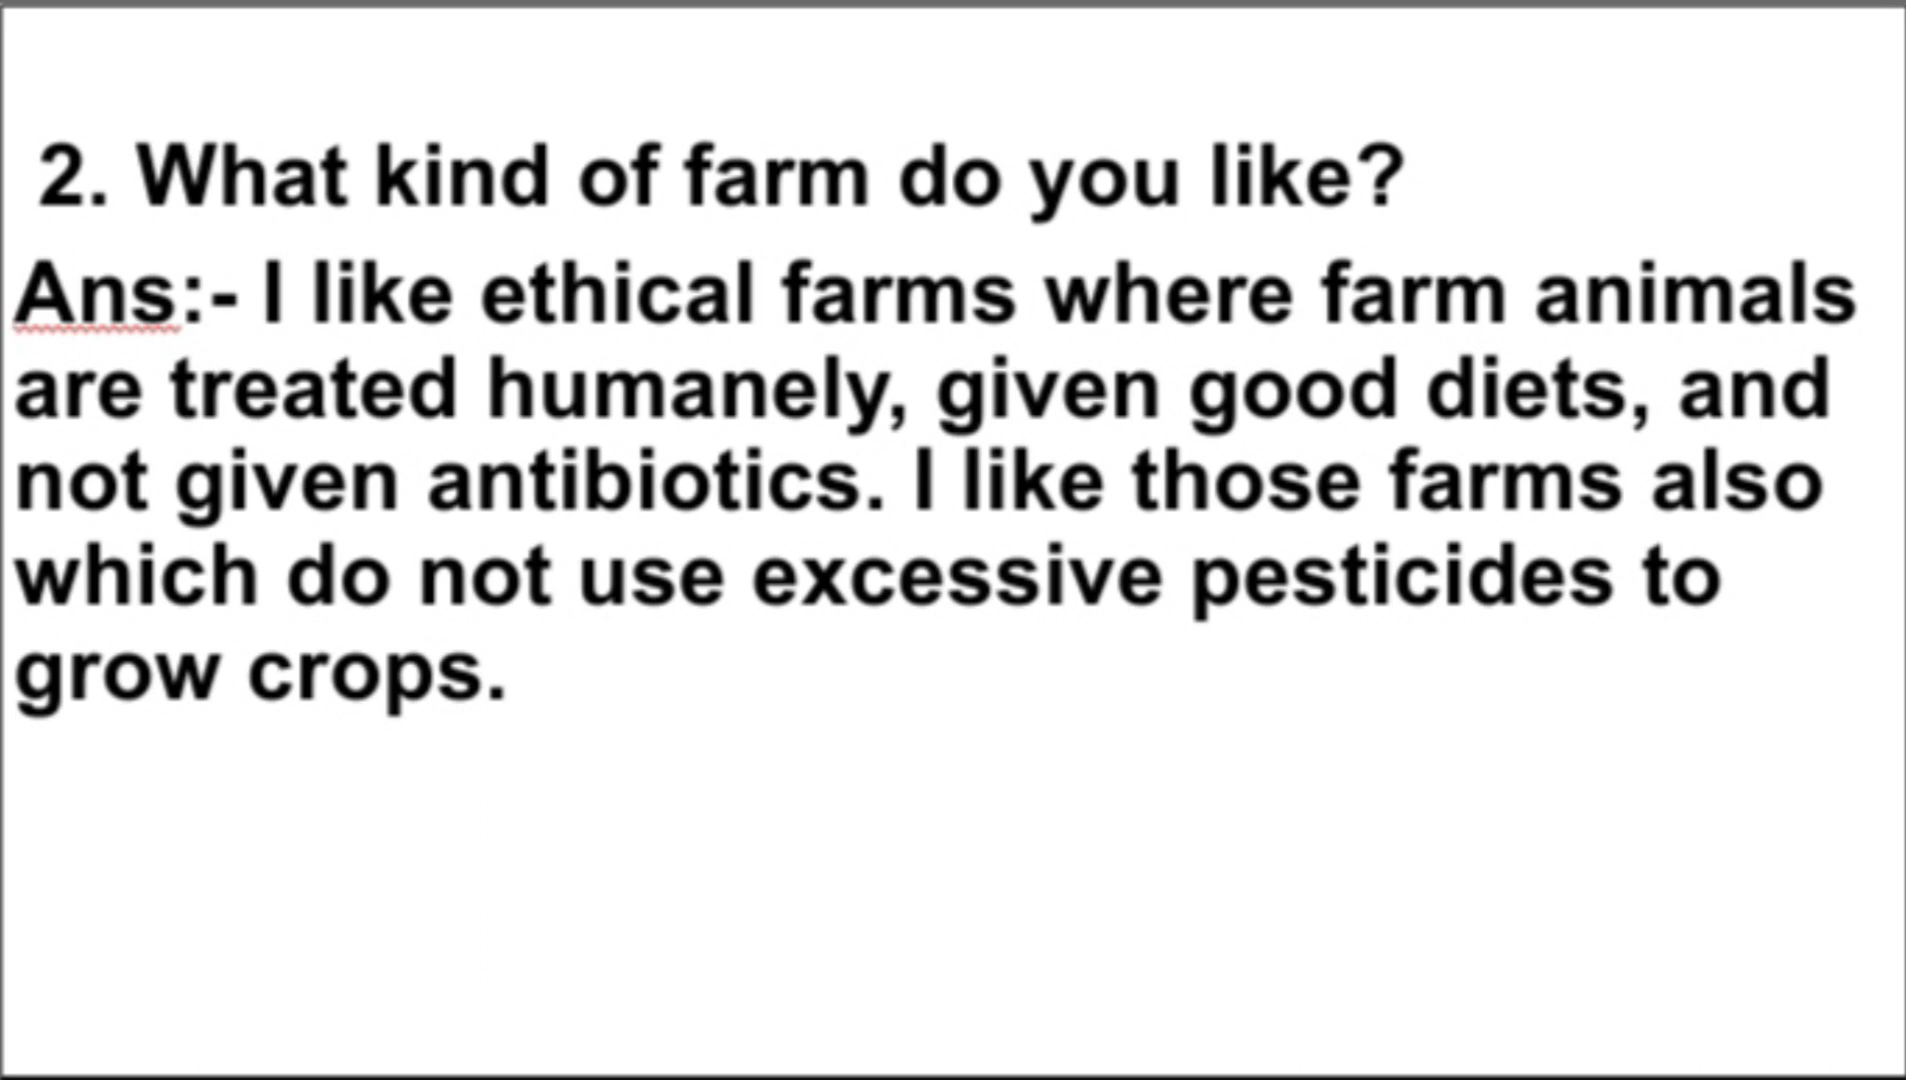 2. What kind of farm do you like?
Ans:- I like ethical farms where farm animals
are treated humanely, given good diets, and
not given antibiotics. I like those farms also
which do not use excessive pesticides to
grow crops.